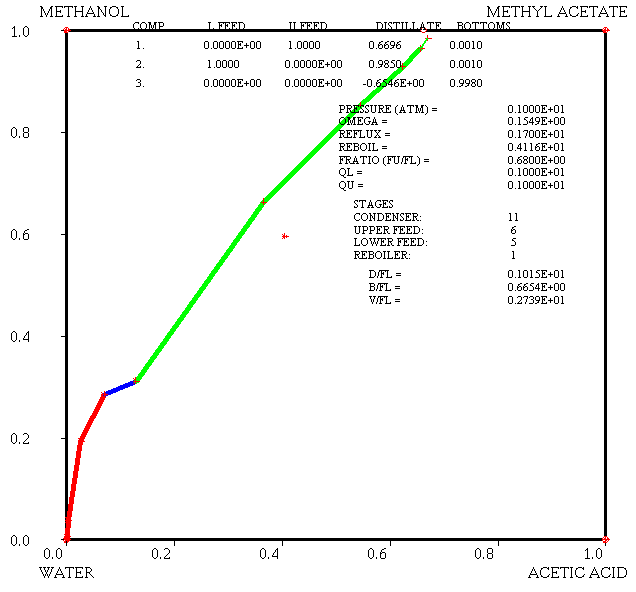 METHANOL METHYL ACETATE
1.0 COMP L FEED U FEED DISTILLATE BOTTOMS
1. 0.0000E+00 1.0000 0.6696 0.0010
2. 1.0000 0.0000E+00 0.9850 0.0010
3. 0.0000E+00 0.0000E+00 -0.6546E+00 0.9980
PRESSURE (ATM) = 0.1000E+01
OMEGA = 0.1549E+00
0.8 REFLUX = 0.1700E+01
REBOIL = 0.4116E+01
FRATIO (FU/FL) = 0.6800E+00
QL = 0.1000E+01
QU = 0.1000E+01
STAGES
CONDENSER: 11
UPPER FEED: 6
0.6
LOWER FEED: 5
REBOILER: 1
D/FL = 0.1015E+01
B/FL = 0.6654E+00
V/FL = 0.2739E+01
0.4
0.2
0.0
0.0 0.2 0.4 0.6 0.8 1.0
WATER ACETIC ACID